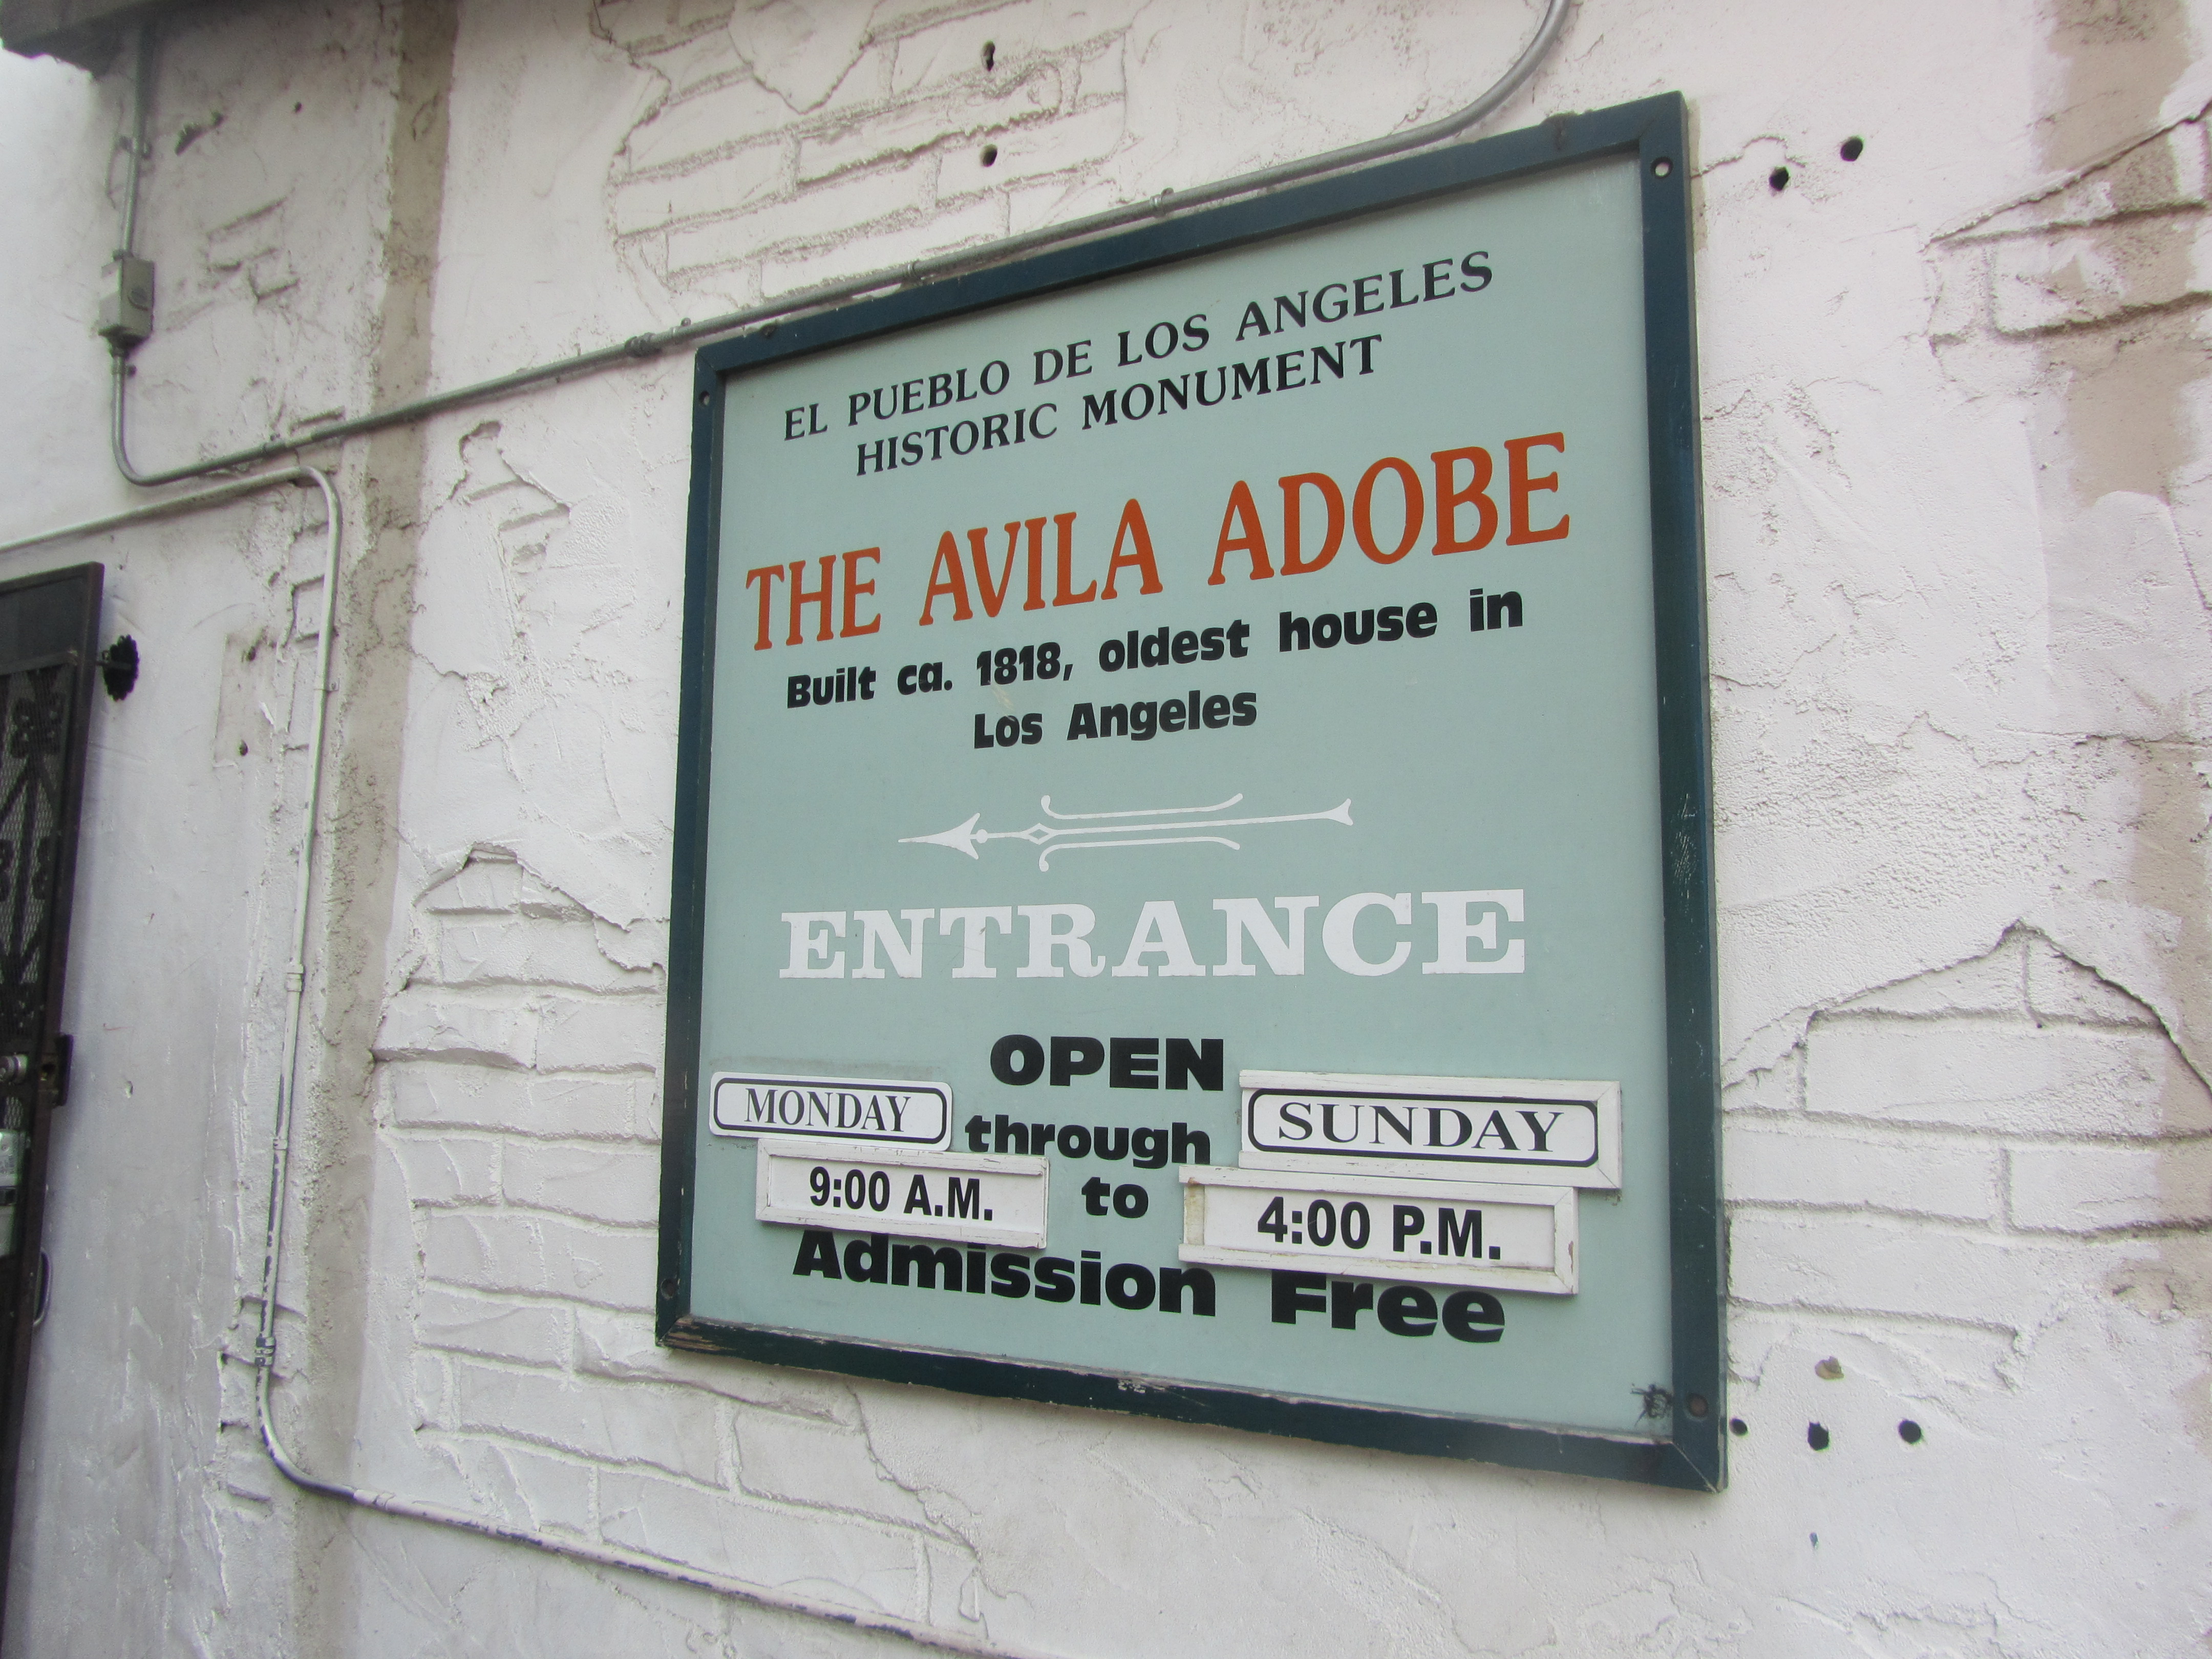 EL PUEBLO DE LOS ANGELES
HISTORIC MONUMENT
THE AVILA ADOBE
Built ca. 1818, oldest house in
Los Angeles
ENTRANCE
OPEN
MONDAY through SUNDAY
9:00 A.M. to 4:00 P.M.
Admission Free